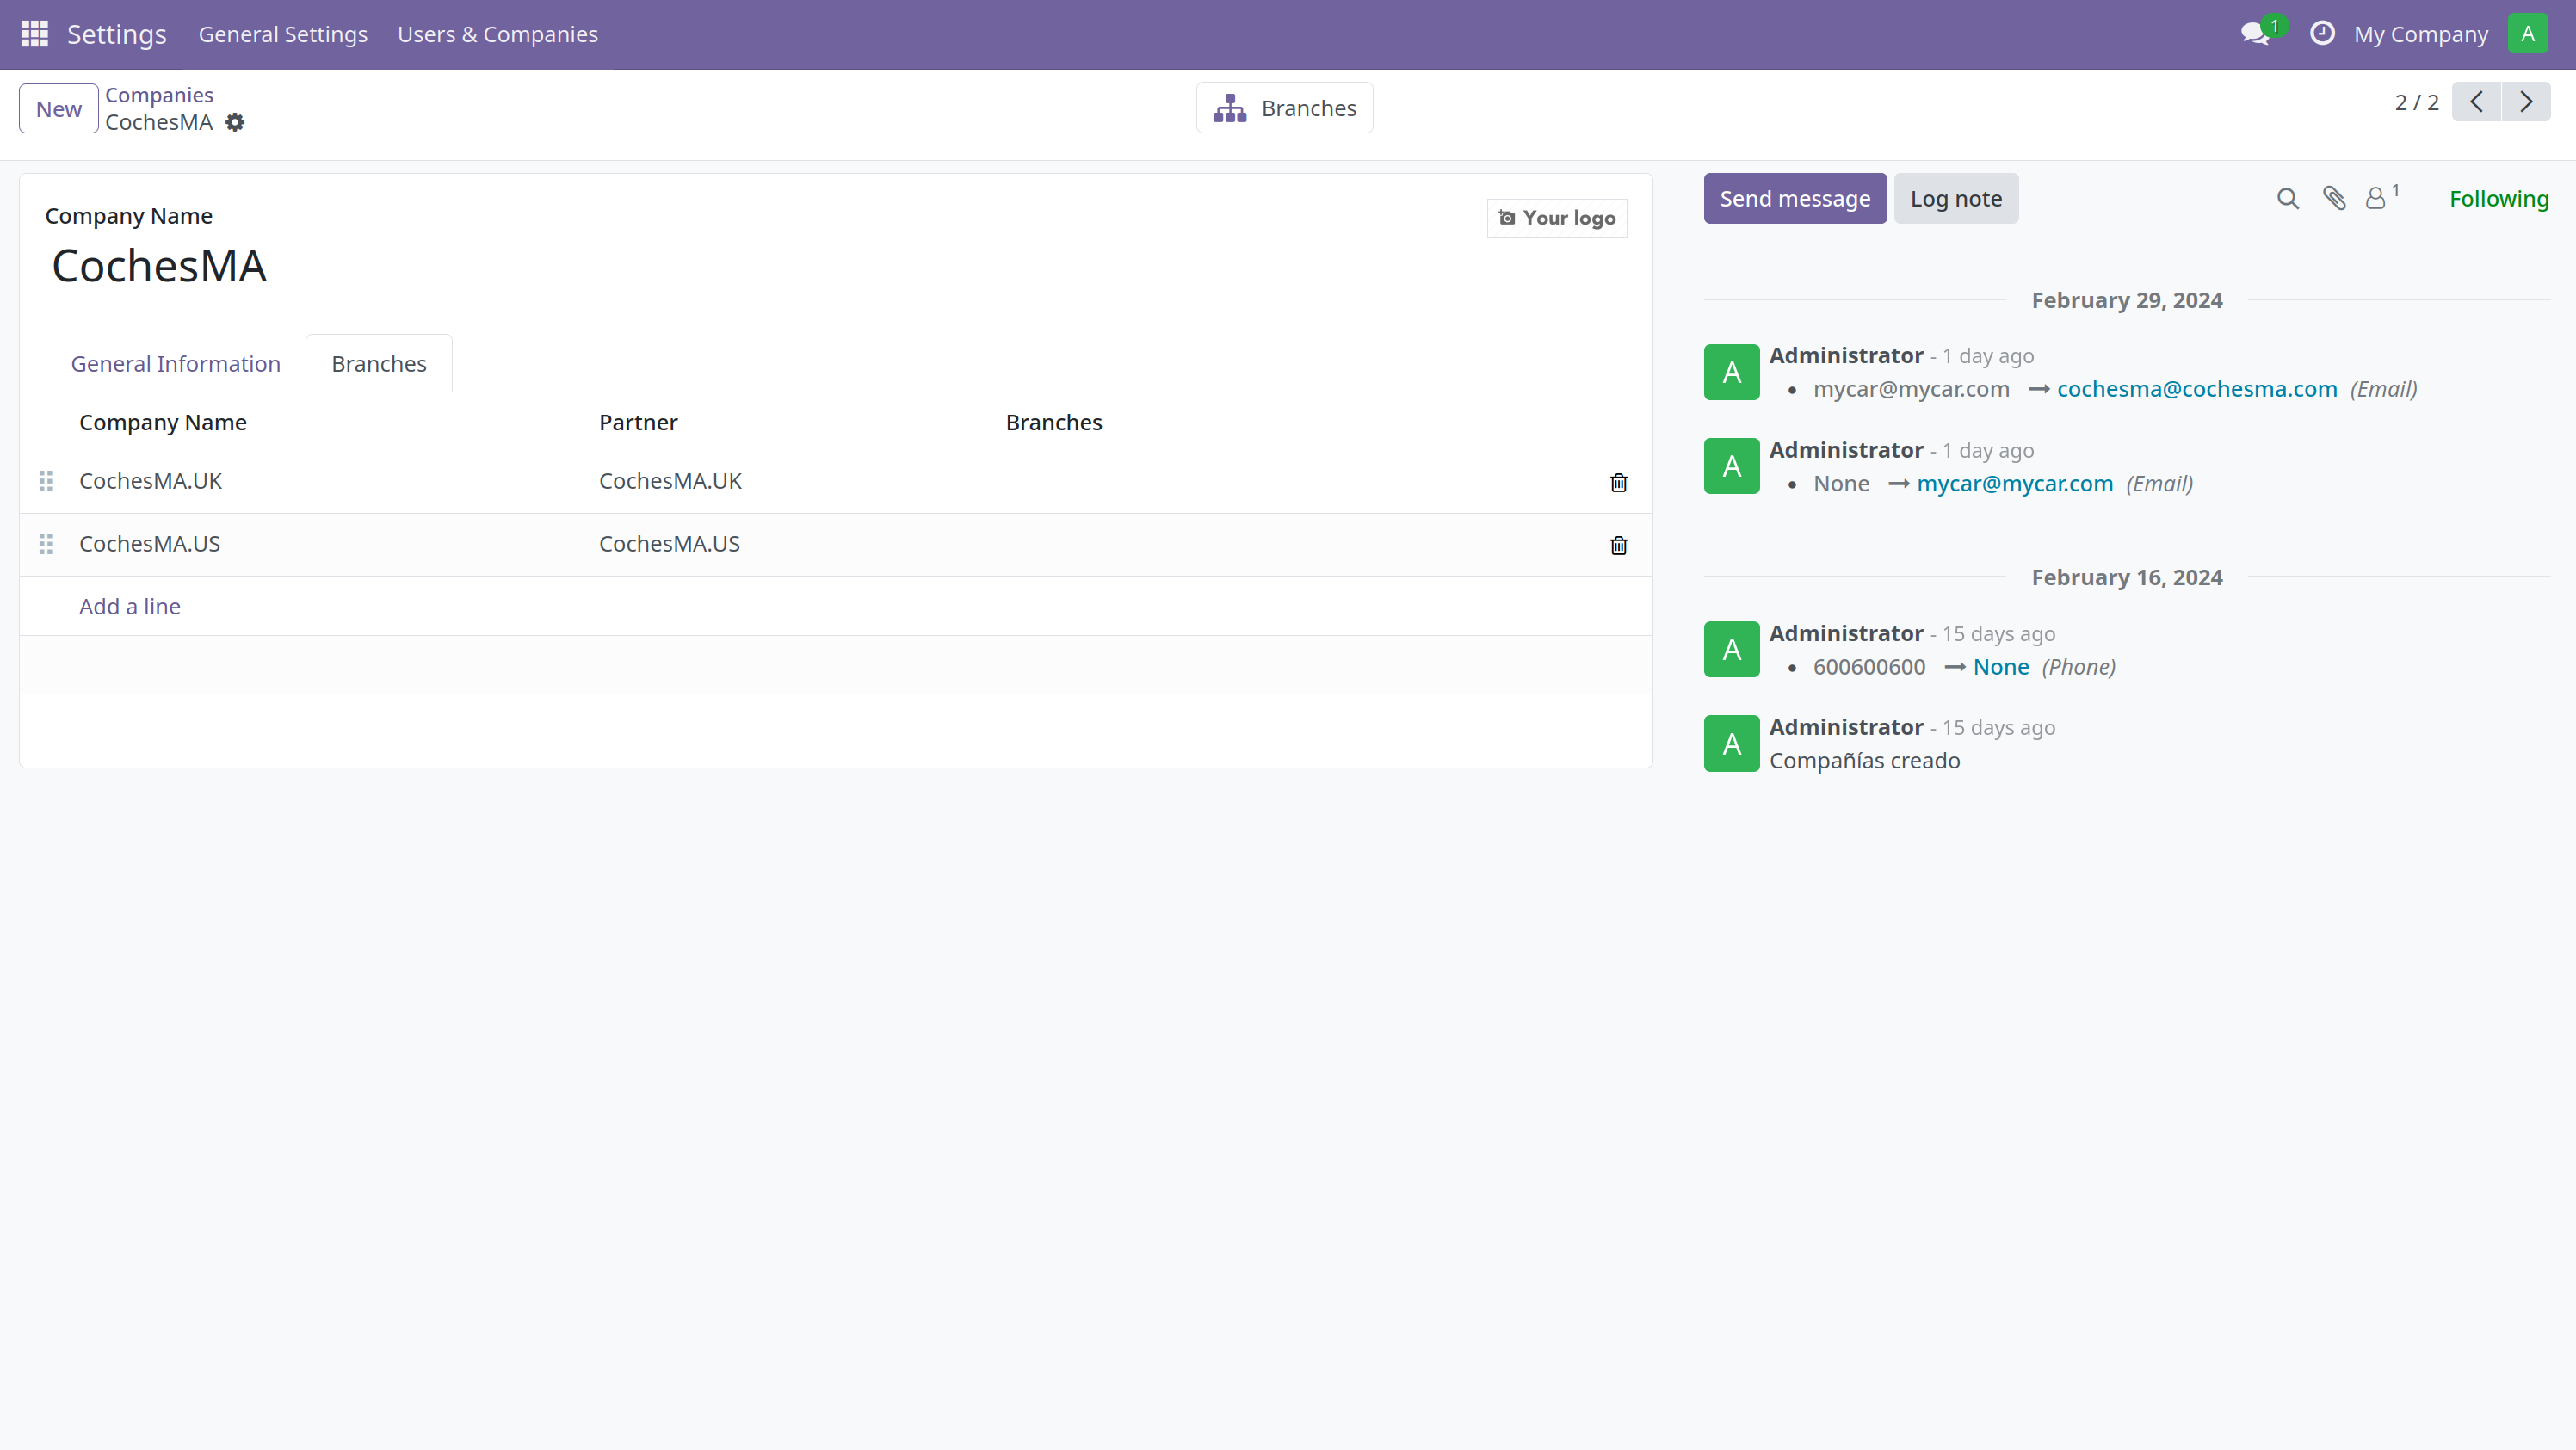 Settings General Settings Users & Companies 1 My Company A
New Companies Branches 2 / 2
CochesMA
Company Name Your logo
CochesMA
General Information Branches
Company Name Partner Branches
CochesMA.UK CochesMA.UK
CochesMA.US CochesMA.US
Add a line
Send message Log note 1 Following
February 29, 2024
A Administrator - 1 day ago
• mycar@mycar.com → cochesma@cochesma.com (Email)
A Administrator - 1 day ago
• None → mycar@mycar.com (Email)
February 16, 2024
A Administrator - 15 days ago
• 600600600 → None (Phone)
A Administrator - 15 days ago
Compañías creado